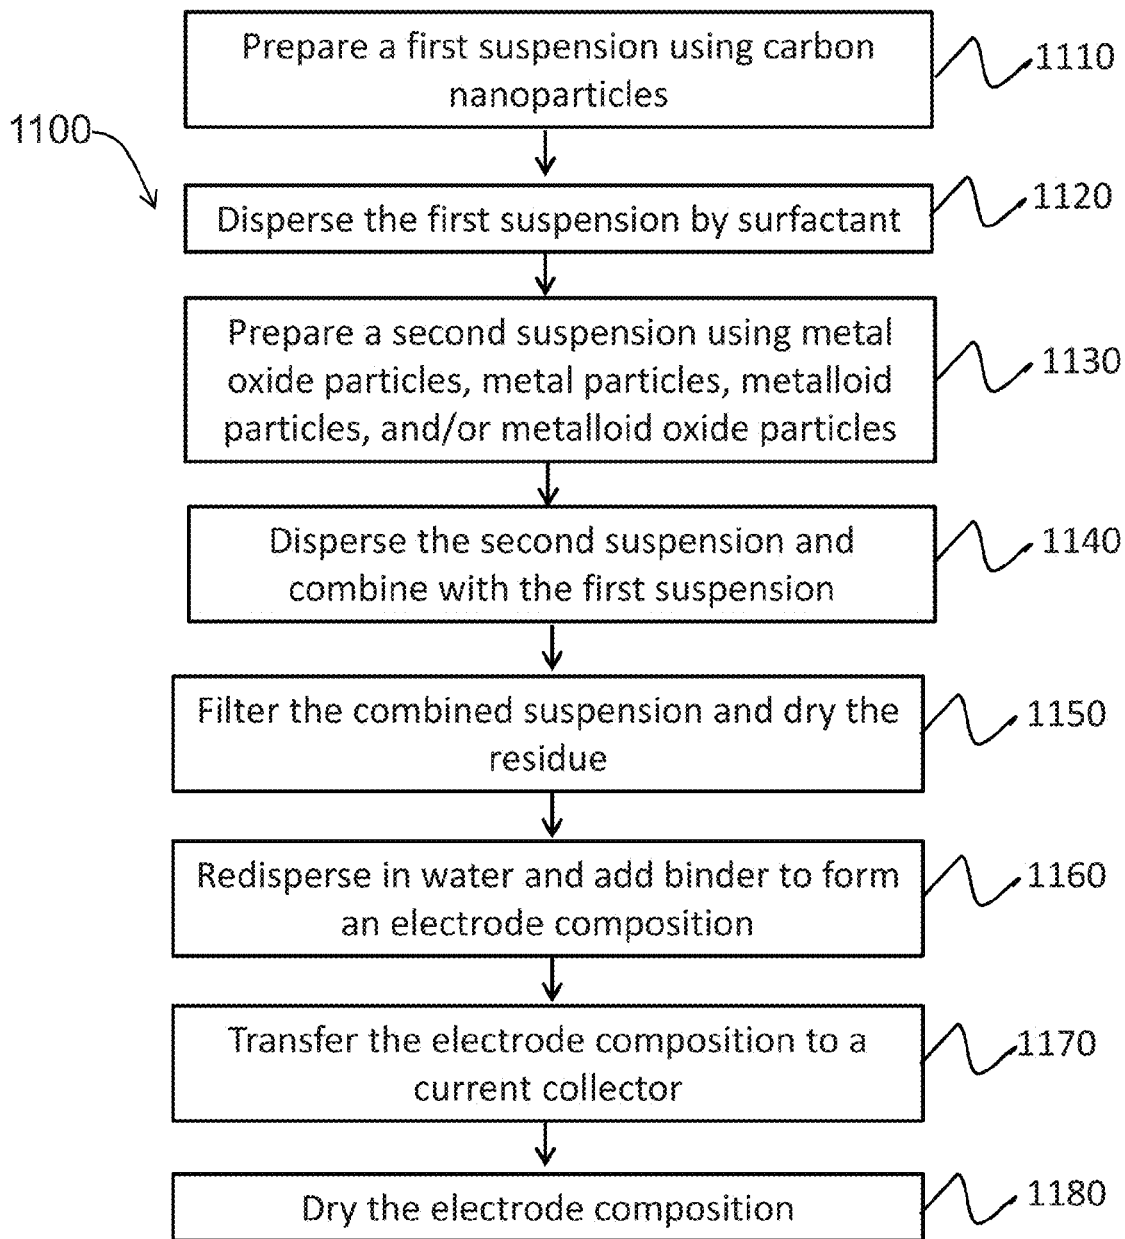 Prepare a first suspension using carbon
nanoparticles
1110
1100
Disperse the first suspension by surfactant
1120
Prepare a second suspension using metal
oxide particles, metal particles, metalloid
particles, and/or metalloid oxide particles
1130
Disperse the second suspension and
combine with the first suspension
1140
Filter the combined suspension and dry the
residue
1150
Redisperse in water and add binder to form
an electrode composition
1160
Transfer the electrode composition to a
current collector
1170
Dry the electrode composition
1180